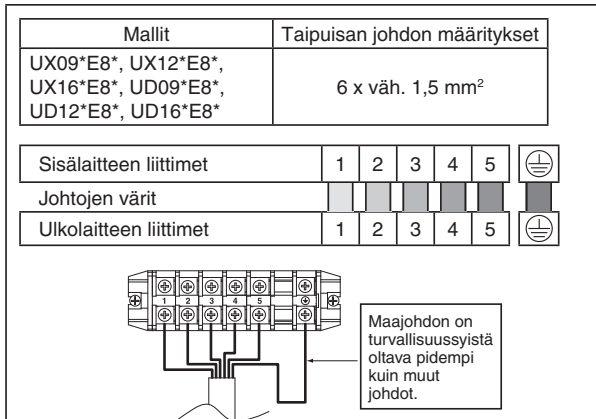 Mallit Taipuisan johdon määritykset
UX09*E8*, UX12*E8*,
UX16*E8*, UD09*E8*,
UD12*E8*, UD16*E8*
6 x väh. 1,5 mm²
Sisälaitteen liittimet 1 2 3 4 5
Johtojen värit
Ulkolaitteen liittimet 1 2 3 4 5
1 2 3 4 5
Maajohdon on
turvallisuussyistä
oltava pidempi
kuin muut
johdot.